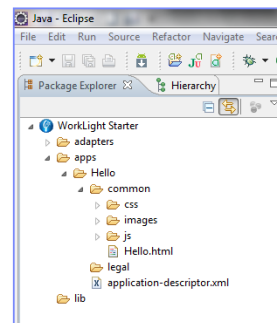 Java - Eclipse
File Edit Run Source Refactor Navigate Sear
Package Explorer Hierarchy
WorkLight Starter
adapters
apps
Hello
common
css
images
js
Hello.html
legal
application-descriptor.xml
lib